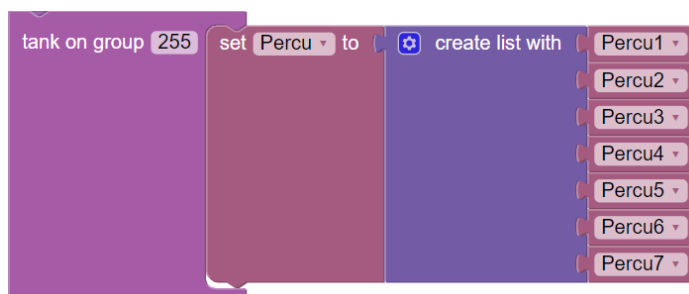 tank on group 255 set Percu to create list with Percu1
Percu2
Percu3
Percu4
Percu5
Percu6
Percu7